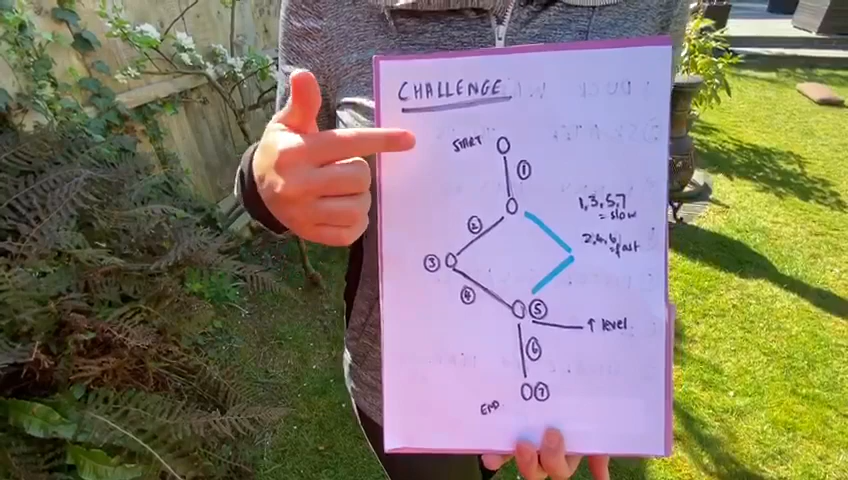 CHALLENGE
START
1
1, 3, 5, 7
= slow
2
2, 4, 6
= fast
3
4
5
↑ level
6
7
END